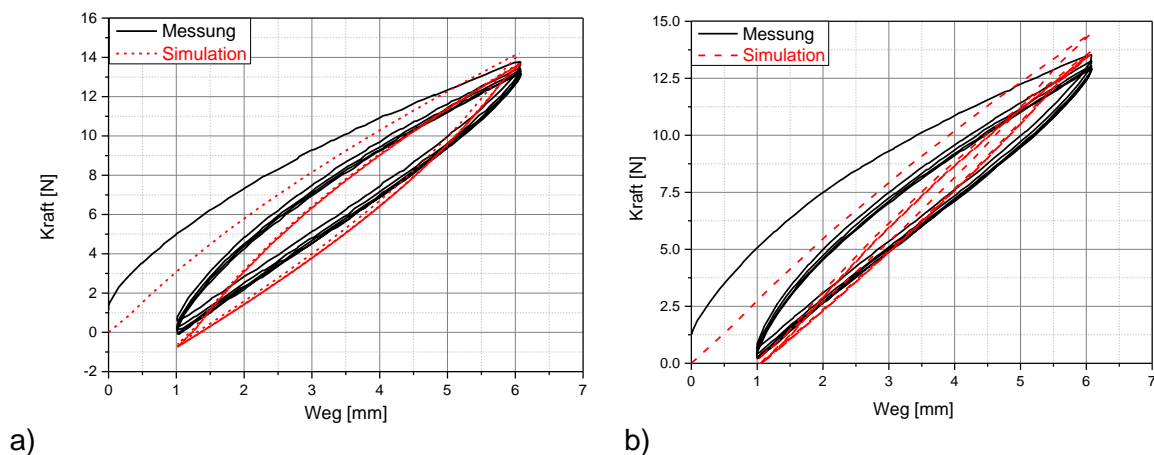 16
14
12
10
8
6
4
2
0
-2
Kraft [N]
Messung
Simulation
0 1 2 3 4 5 6 7
Weg [mm]
a)
15.0
12.5
10.0
7.5
5.0
2.5
0.0
Kraft [N]
Messung
Simulation
0 1 2 3 4 5 6 7
Weg [mm]
b)